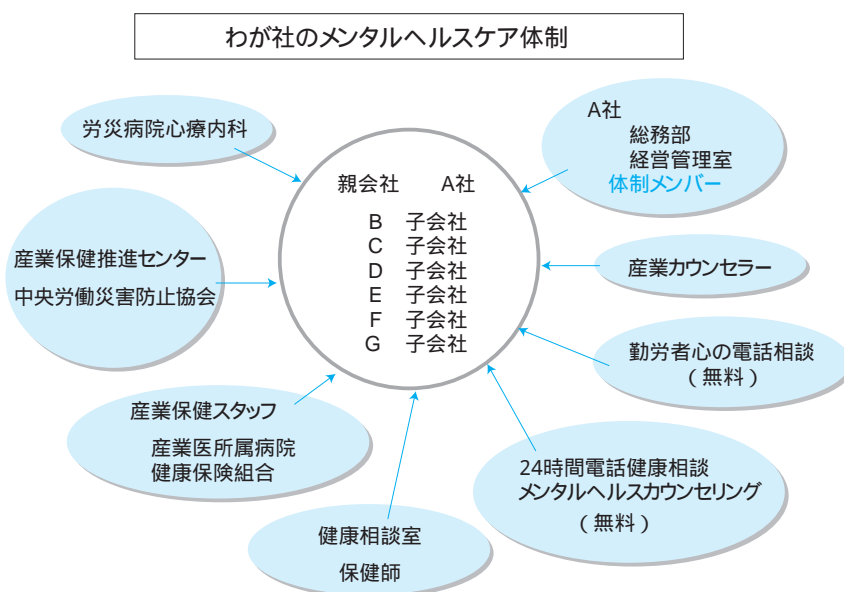 わが社のメンタルヘルスケア体制
労災病院心療内科
A社
総務部
経営管理室
体制メンバー
親会社 A社
B 子会社
C 子会社
D 子会社
E 子会社
F 子会社
G 子会社
産業保健推進センター
中央労働災害防止協会
産業カウンセラー
勤労者心の電話相談
（無料）
産業保健スタッフ
産業医所属病院
健康保険組合
24時間電話健康相談
メンタルヘルスカウンセリング
（無料）
健康相談室
保健師